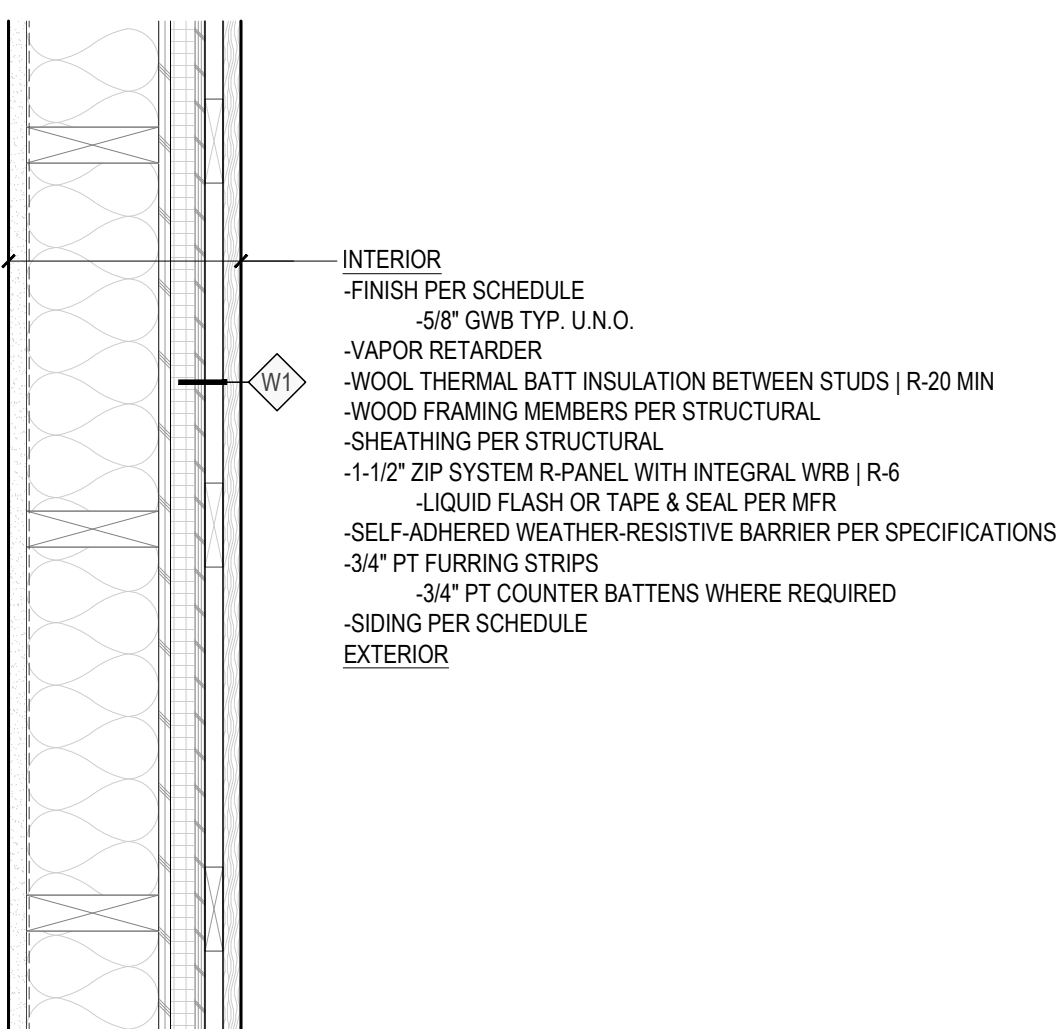 INTERIOR
-FINISH PER SCHEDULE
-5/8" GWB TYP. U.N.O.
-VAPOR RETARDER
-WOOL THERMAL BATT INSULATION BETWEEN STUDS | R-20 MIN
W1
-WOOD FRAMING MEMBERS PER STRUCTURAL
-SHEATHING PER STRUCTURAL
-1-1/2" ZIP SYSTEM R-PANEL WITH INTEGRAL WRB | R-6
-LIQUID FLASH OR TAPE & SEAL PER MFR
-SELF-ADHERED WEATHER-RESISTIVE BARRIER PER SPECIFICATIONS
-3/4" PT FURRING STRIPS
-3/4" PT COUNTER BATTENS WHERE REQUIRED
-SIDING PER SCHEDULE
EXTERIOR